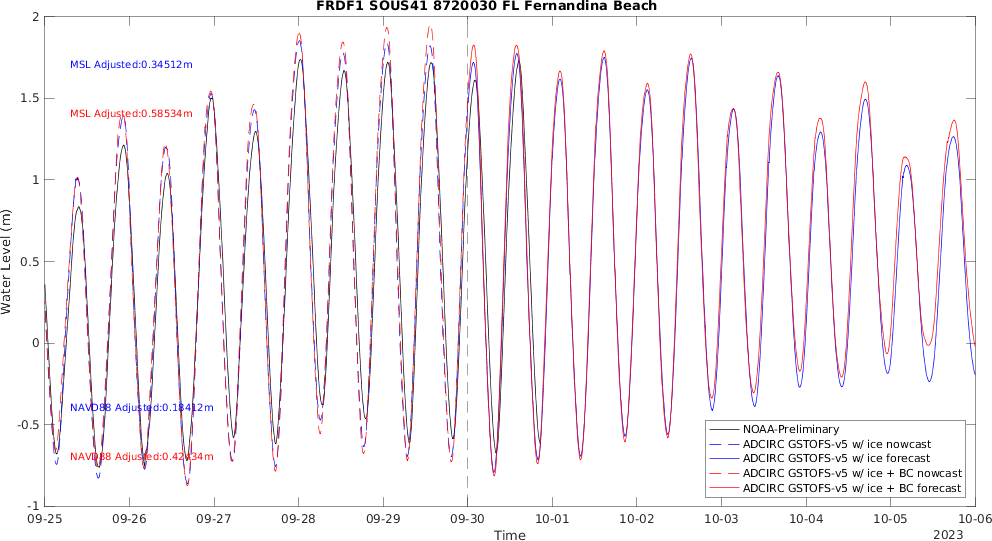 FRDF1 SOUS41 8720030 FL Fernandina Beach
2
1.5
1
0.5
0
-0.5
-1
Water Level (m)
MSL Adjusted:0.34512m
MSL Adjusted:0.58534m
NAVD88 Adjusted:0.18412m
NAVD88 Adjusted:0.42434m
NOAA-Preliminary
ADCIRC GSTOFS-v5 w/ ice nowcast
ADCIRC GSTOFS-v5 w/ ice forecast
ADCIRC GSTOFS-v5 w/ ice + BC nowcast
ADCIRC GSTOFS-v5 w/ ice + BC forecast
09-25 09-26 09-27 09-28 09-29 09-30 10-01 10-02 10-03 10-04 10-05 10-06
Time
2023